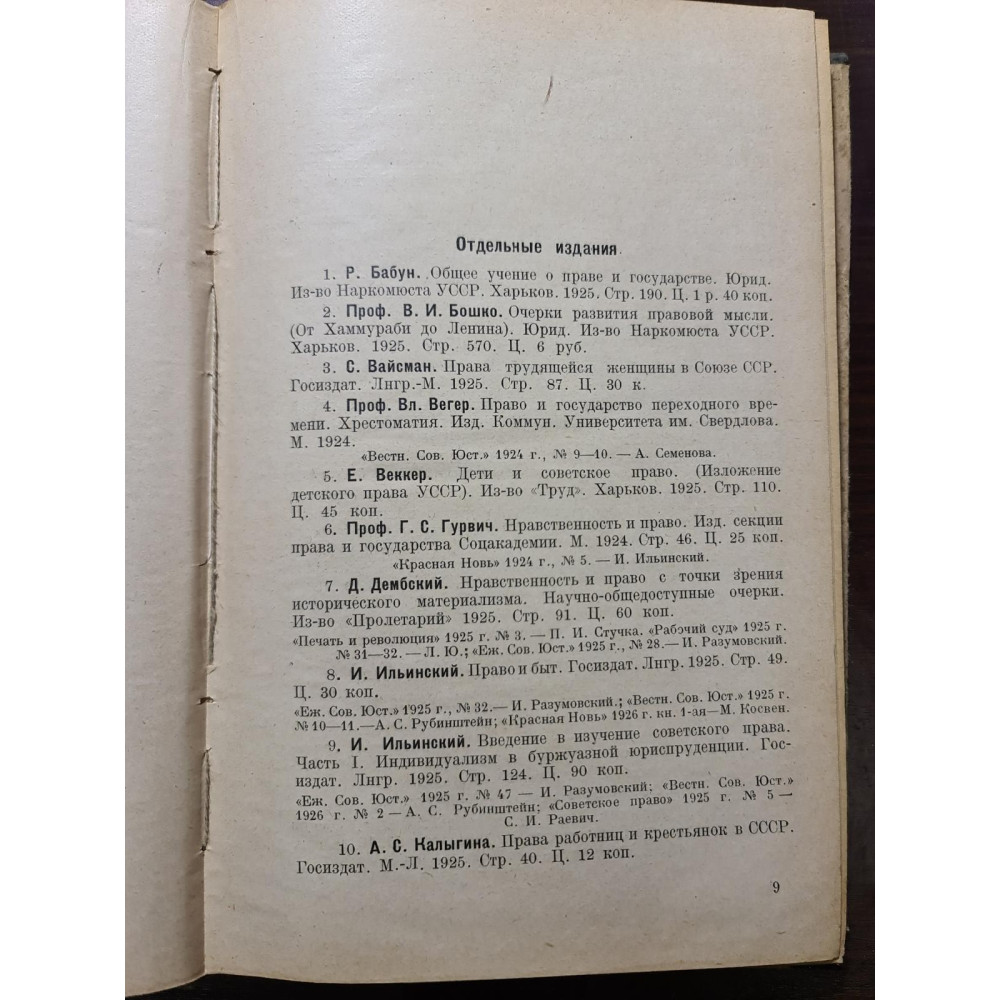 Отдельные издания.
1. Р. Бабун. Общее учение о праве и государстве. Юрид.
Из-во Наркомюста УССР. Харьков. 1925. Стр. 190. Ц. 1 р. 40 коп.
2. Проф. В. И. Бошко. Очерки развития правовой мысли.
(От Хаммураби до Ленина). Юрид. Из-во Наркомюста УССР.
Харьков. 1925. Стр. 570. Ц. 6 руб.
3. С. Вайсман. Права трудящейся женщины в Союзе ССР.
Госиздат. Лнгр.-М. 1925. Стр. 87. Ц. 30 к.
4. Проф. Вл. Вегер. Право и государство переходного вре-
мени. Хрестоматия. Изд. Коммун. Университета им. Свердлова.
М. 1924.
«Вестн. Сов. Юст.» 1924 г., № 9—10. — А. Семенова.
5. Е. Веккер. Дети и советское право. (Изложение
детского права УССР). Из-во «Труд». Харьков. 1925. Стр. 110.
Ц. 45 коп.
6. Проф. Г. С. Гурвич. Нравственность и право. Изд. секции
права и государства Соцакадемии. М. 1924. Стр. 46. Ц. 25 коп.
«Красная Новь» 1924 г., № 5. — И. Ильинский.
7. Д. Дембский. Нравственность и право с точки зрения
исторического материализма. Научно-общедоступные очерки.
Из-во «Пролетарий» 1925. Стр. 91. Ц. 60 коп.
«Печать и революция» 1925 г. № 3. — П. И. Стучка. «Рабочий суд» 1925 г.
№ 31—32. — Л. Ю.; «Еж. Сов. Юст.» 1925 г., № 28.— И. Разумовский.
8. И. Ильинский. Право и быт. Госиздат. Лнгр. 1925. Стр. 49.
Ц. 30 коп.
«Еж. Сов. Юст.» 1925 г., № 32.— И. Разумовский.; «Вестн. Сов. Юст.» 1925 г.
№ 10—11.—А. С. Рубинштейн; «Красная Новь» 1926 г. кн. 1-ая—М. Косвен.
9. И. Ильинский. Введение в изучение советского права.
Часть I. Индивидуализм в буржуазной юриспруденции. Гос-
издат. Лнгр. 1925. Стр. 124. Ц. 90 коп.
«Еж. Сов. Юст.» 1925 г. № 47 — И. Разумовский; «Вестн. Сов. Юст.»
1926 г. № 2 — А. С. Рубинштейн; «Советское право» 1925 г. № 5 —
С. И. Раевич.
10. А. С. Калыгина. Права работниц и крестьянок в СССР.
Госиздат. М.-Л. 1925. Стр. 40. Ц. 12 коп.
9